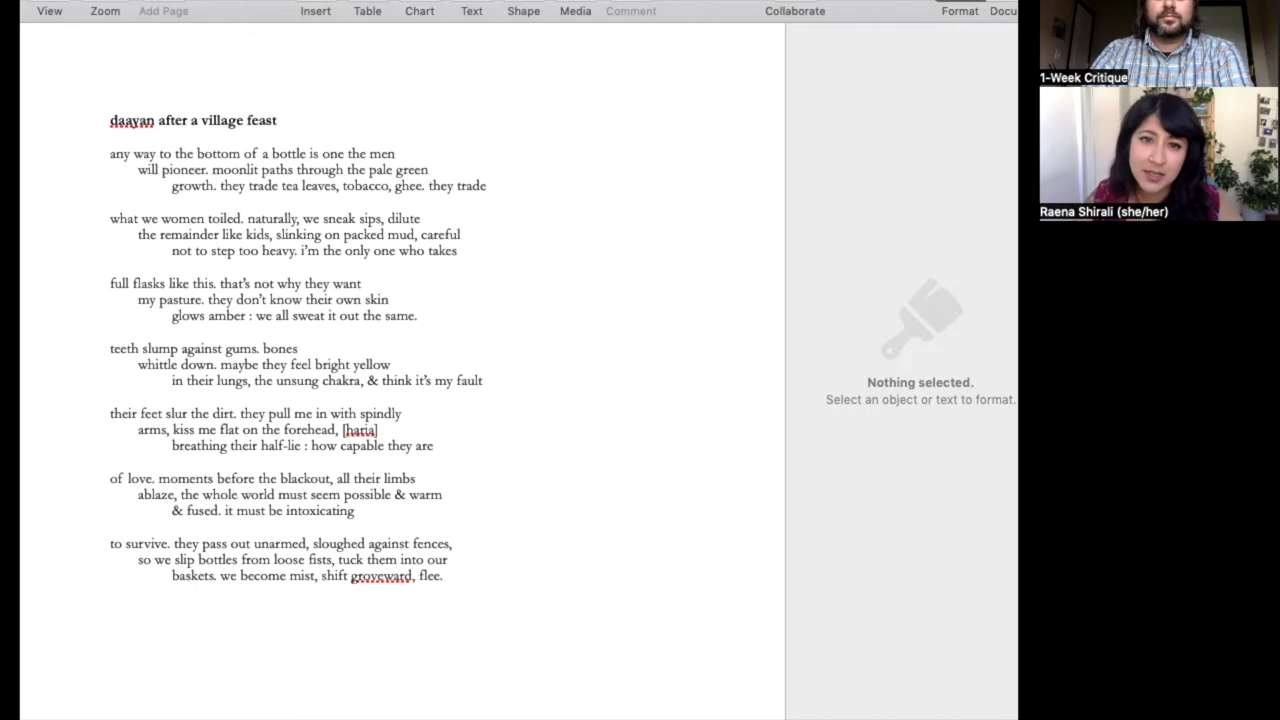 View Zoom Add Page Insert Table Chart Text Shape Media Comment Collaborate Format Docu
daayan after a village feast
any way to the bottom of a bottle is one the men
will pioneer. moonlit paths through the pale green
growth. they trade tea leaves, tobacco, ghee. they trade
what we women toiled. naturally, we sneak sips, dilute
the remainder like kids, slinking on packed mud, careful
not to step too heavy. i’m the only one who takes
full flasks like this. that’s not why they want
my pasture. they don’t know their own skin
glows amber : we all sweat it out the same.
teeth slump against gums. bones
whittle down. maybe they feel bright yellow
in their lungs, the unsung chakra, & think it’s my fault
their feet slur the dirt. they pull me in with spindly
arms, kiss me flat on the forehead, [haria]
breathing their half-lie : how capable they are
of love. moments before the blackout, all their limbs
ablaze, the whole world must seem possible & warm
& fused. it must be intoxicating
to survive. they pass out unarmed, sloughed against fences,
so we slip bottles from loose fists, tuck them into our
baskets. we become mist, shift groveward, flee.
Nothing selected.
Select an object or text to format.
1-Week Critique
Raena Shirali (she/her)